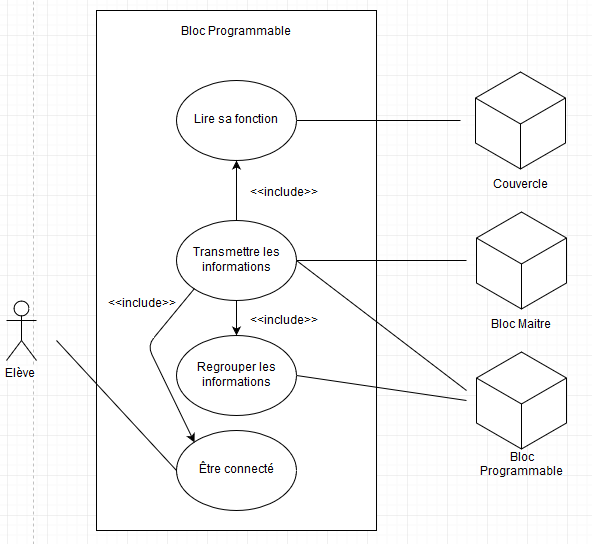 Bloc Programmable
Lire sa fonction
Couvercle
<<include>>
Transmettre les
informations
Bloc Maitre
<<include>>
<<include>>
Elève
Regrouper les
informations
Bloc
Programmable
Être connecté